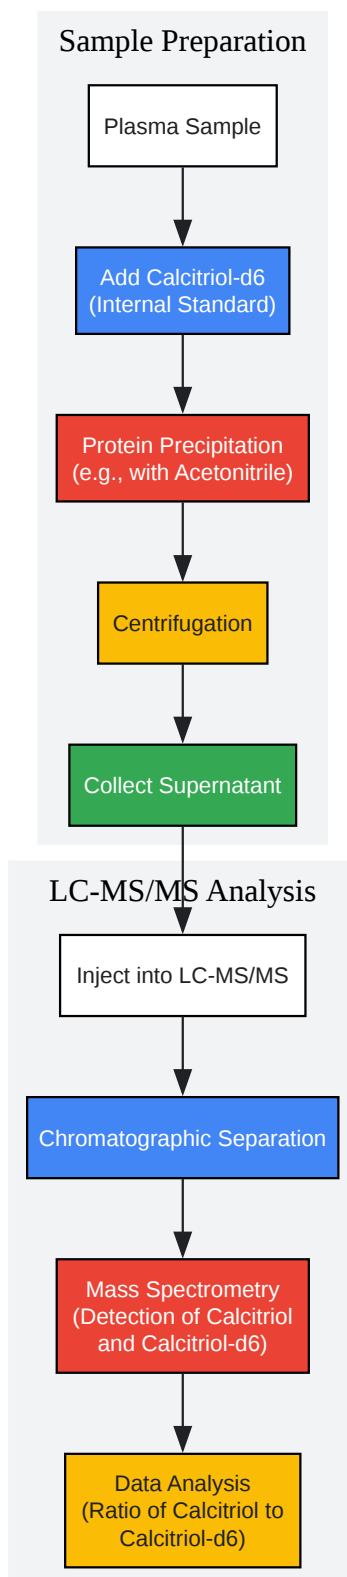 Sample Preparation
Plasma Sample
Add Calcitriol-d6
(Internal Standard)
Protein Precipitation
(e.g., with Acetonitrile)
Centrifugation
Collect Supernatant
LC-MS/MS Analysis
Inject into LC-MS/MS
Chromatographic Separation
Mass Spectrometry
(Detection of Calcitriol
and Calcitriol-d6)
Data Analysis
(Ratio of Calcitriol to
Calcitriol-d6)